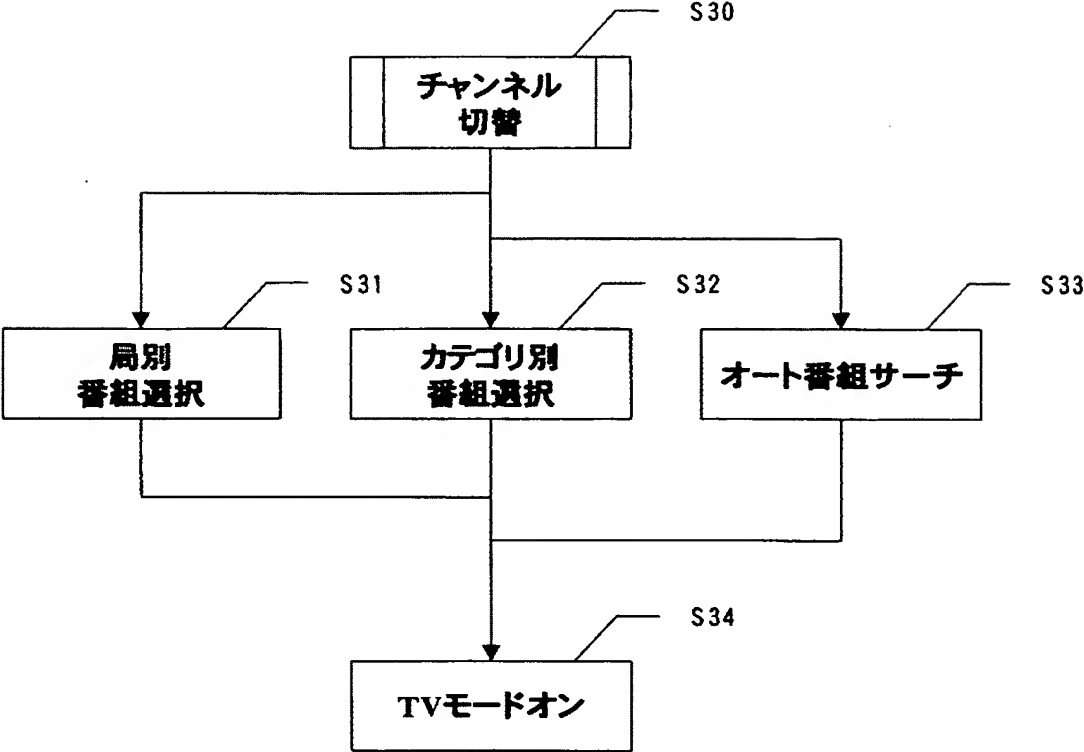 S30
チャンネル
切替
S31
S32
S33
局別
番組選択
カテゴリ別
番組選択
オート番組サーチ
S34
TVモードオン